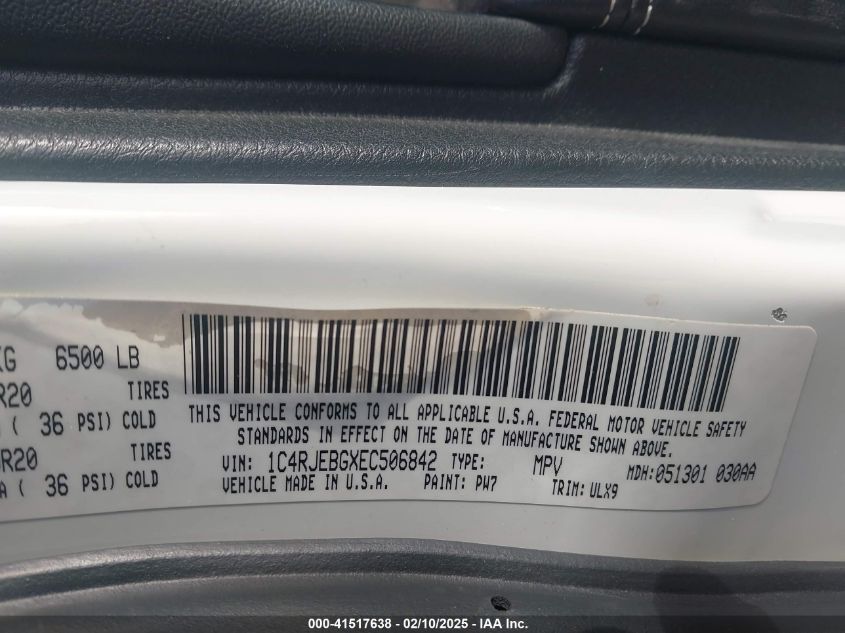 KG 6500 LB
R20 TIRES
( 36 PSI) COLD
R20 TIRES
A ( 36 PSI) COLD
THIS VEHICLE CONFORMS TO ALL APPLICABLE U.S.A. FEDERAL MOTOR VEHICLE SAFETY
STANDARDS IN EFFECT ON THE DATE OF MANUFACTURE SHOWN ABOVE.
VIN: 1C4RJEBGXEC506842 TYPE: MPV MDH: 051301 030AA
VEHICLE MADE IN U.S.A. PAINT: PW7 TRIM: ULX9
000-41517638 - 02/10/2025 - IAA Inc.